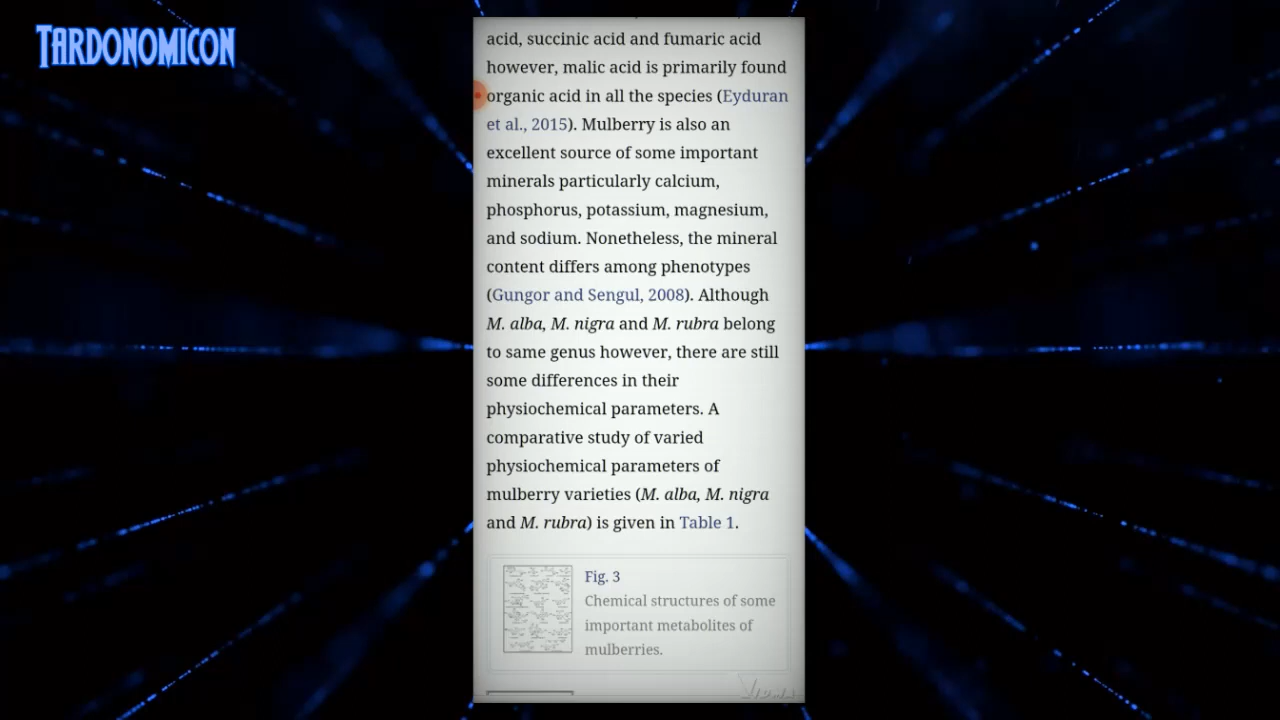 TARDONOMICON
acid, succinic acid and fumaric acid
however, malic acid is primarily found
organic acid in all the species (Eyduran
et al., 2015). Mulberry is also an
excellent source of some important
minerals particularly calcium,
phosphorus, potassium, magnesium,
and sodium. Nonetheless, the mineral
content differs among phenotypes
(Gungor and Sengul, 2008). Although
M. alba, M. nigra and M. rubra belong
to same genus however, there are still
some differences in their
physiochemical parameters. A
comparative study of varied
physiochemical parameters of
mulberry varieties (M. alba, M. nigra
and M. rubra) is given in Table 1.
Fig. 3
Chemical structures of some
important metabolites of
mulberries.